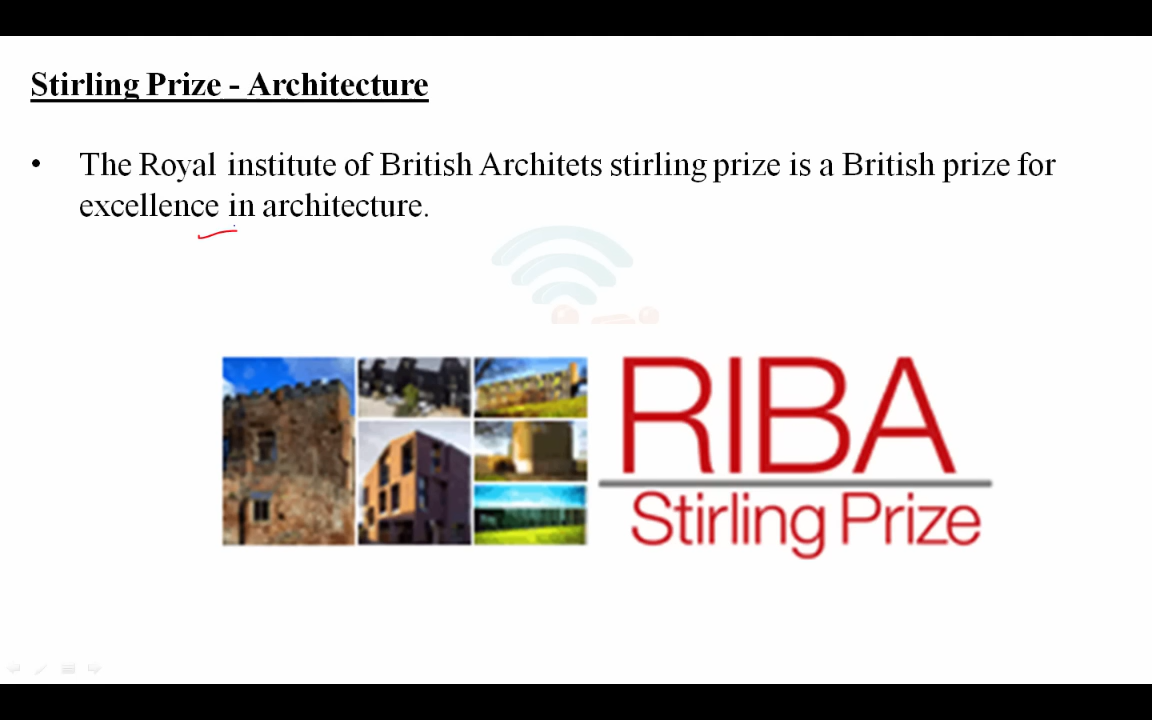 Stirling Prize - Architecture
• The Royal institute of British Architets stirling prize is a British prize for
excellence in architecture.
RIBA
Stirling Prize